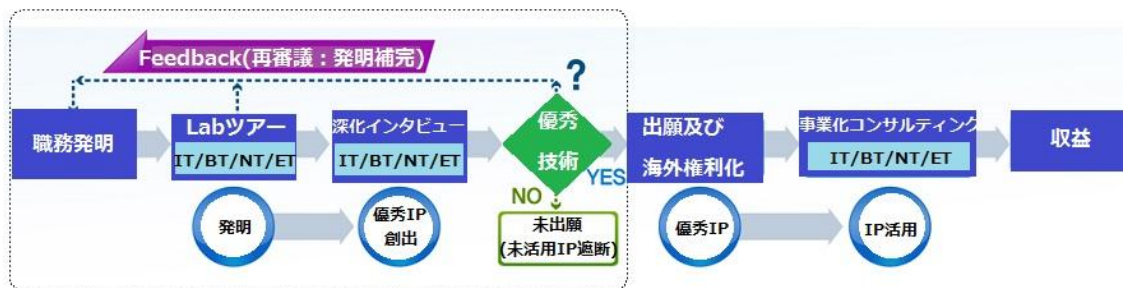 Feedback(再審議：発明補完)
?
職務発明
Labツアー
IT/BT/NT/ET
深化インタビュー
IT/BT/NT/ET
優秀
技術
YES
NO
出願及び
海外権利化
事業化コンサルティング
IT/BT/NT/ET
収益
発明
優秀IP
創出
未出願
(未活用IP遮断)
優秀IP
IP活用